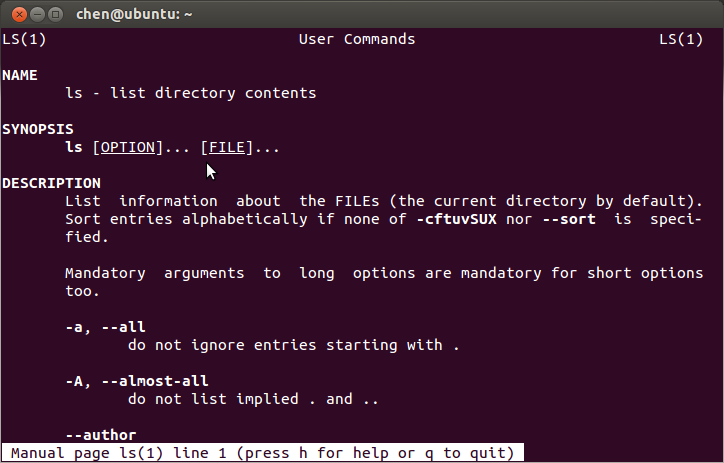 chen@ubuntu: ~
LS(1) User Commands LS(1)
NAME
ls - list directory contents
SYNOPSIS
ls [OPTION]... [FILE]...
DESCRIPTION
List information about the FILEs (the current directory by default).
Sort entries alphabetically if none of -cftuvSUX nor --sort is speci-
fied.
Mandatory arguments to long options are mandatory for short options
too.
-a, --all
do not ignore entries starting with .
-A, --almost-all
do not list implied . and ..
--author
Manual page ls(1) line 1 (press h for help or q to quit)